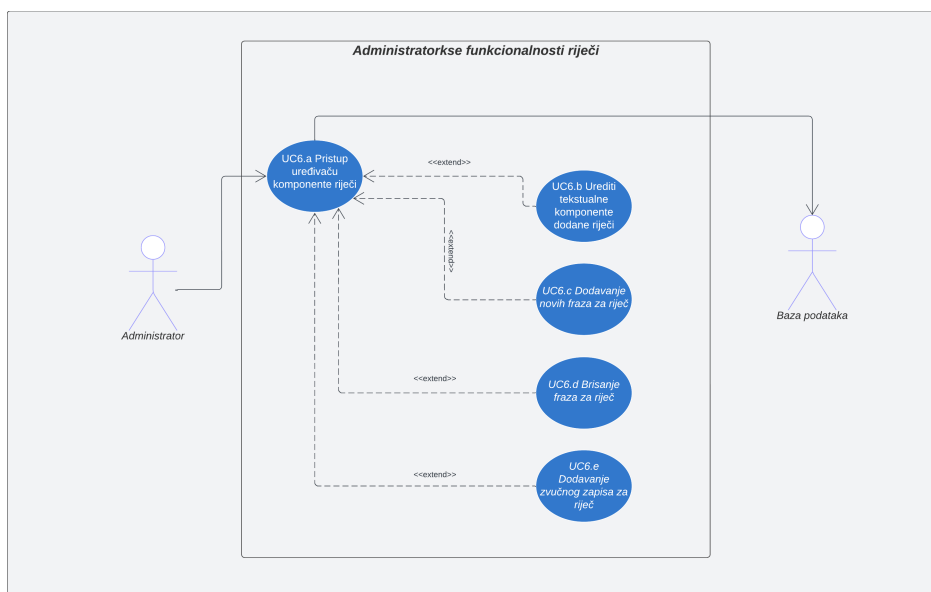 Administratorkse funkcionalnosti riječi
UC6.a Pristup
uređivaču
komponente riječi
<<extend>>
UC6.b Urediti
tekstualne
komponente
dodane riječi
<<extend>>
UC6.c Dodavanje
novih fraza za riječ
Administrator
Baza podataka
<<extend>>
UC6.d Brisanje
fraza za riječ
<<extend>>
UC6.e
Dodavanje
zvučnog zapisa za
riječ